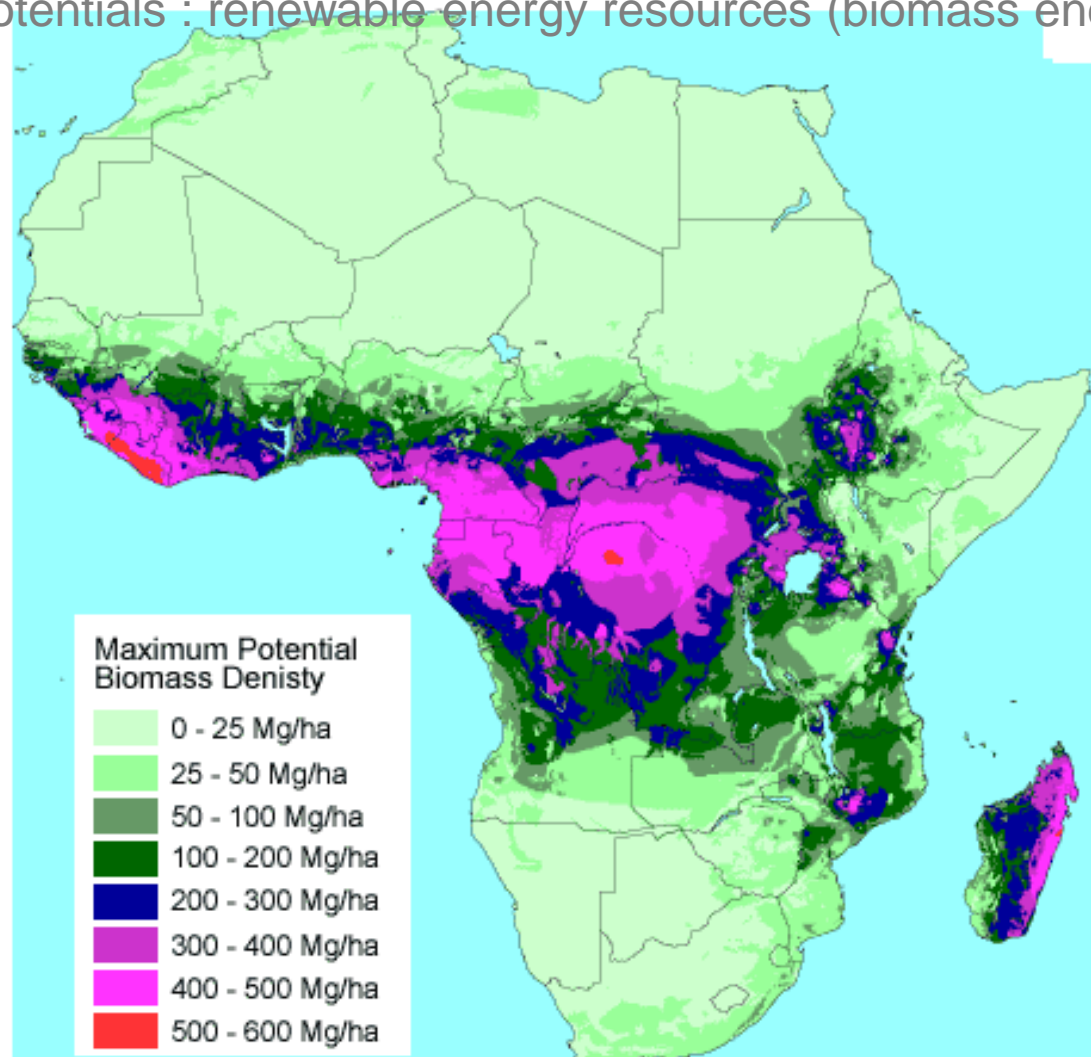 otentials : renewable energy resources (biomass ene
Maximum Potential
Biomass Denisty
0 - 25 Mg/ha
25 - 50 Mg/ha
50 - 100 Mg/ha
100 - 200 Mg/ha
200 - 300 Mg/ha
300 - 400 Mg/ha
400 - 500 Mg/ha
500 - 600 Mg/ha